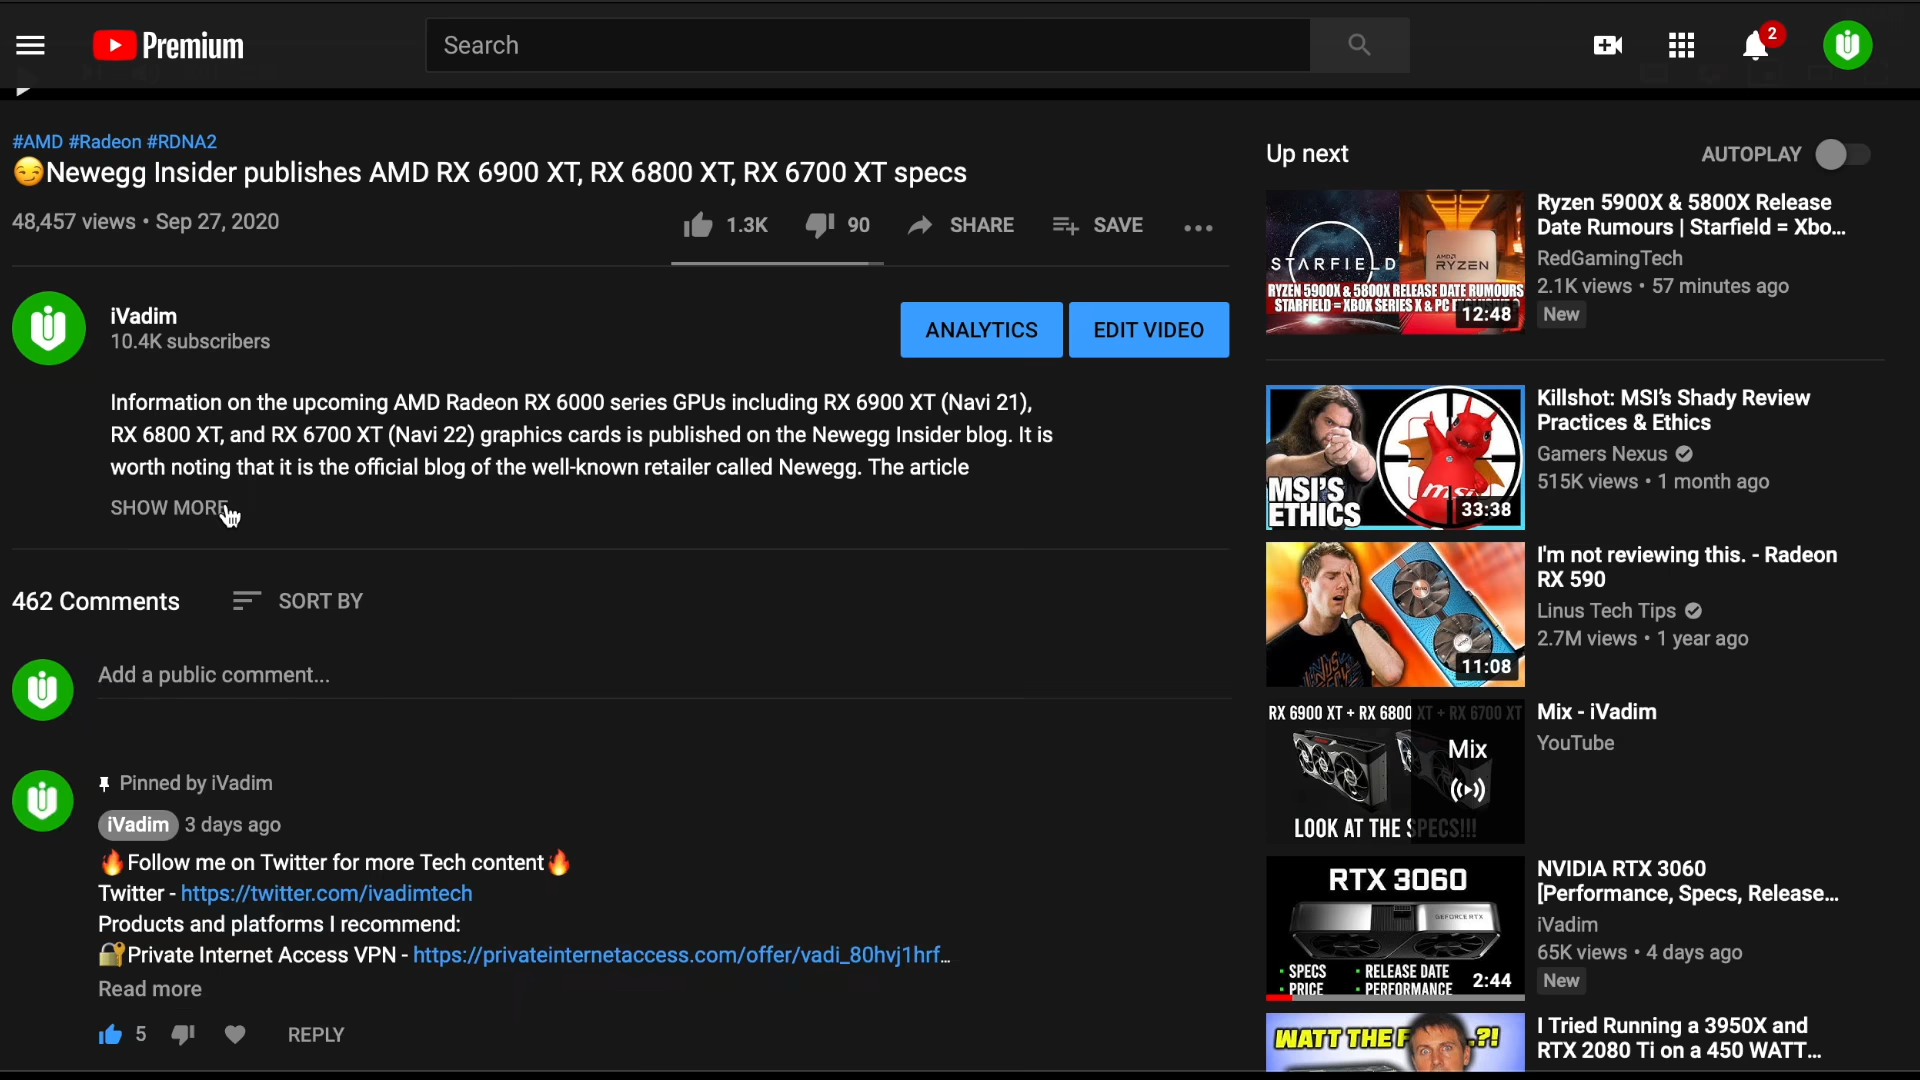 Premium
Search
2
#AMD #Radeon #RDNA2
😏Newegg Insider publishes AMD RX 6900 XT, RX 6800 XT, RX 6700 XT specs
48,457 views • Sep 27, 2020
1.3K
90
SHARE
SAVE
iVadim
10.4K subscribers
ANALYTICS
EDIT VIDEO
Information on the upcoming AMD Radeon RX 6000 series GPUs including RX 6900 XT (Navi 21),
RX 6800 XT, and RX 6700 XT (Navi 22) graphics cards is published on the Newegg Insider blog. It is
worth noting that it is the official blog of the well-known retailer called Newegg. The article
SHOW MORE
462 Comments
SORT BY
Add a public comment...
Pinned by iVadim
iVadim 3 days ago
🔥Follow me on Twitter for more Tech content🔥
Twitter - https://twitter.com/ivadimtech
Products and platforms I recommend:
🔐Private Internet Access VPN - https://privateinternetaccess.com/offer/vadi_80hvj1hrf...
Read more
5
REPLY
Up next
AUTOPLAY
STARFIELD
AMD
RYZEN
RYZEN 5900X & 5800X RELEASE DATE RUMOURS
STARFIELD = XBOX SERIES X & PC
12:48
Ryzen 5900X & 5800X Release
Date Rumours | Starfield = Xbo...
RedGamingTech
2.1K views • 57 minutes ago
New
MSI'S
ETHICS
msi
33:38
Killshot: MSI's Shady Review
Practices & Ethics
Gamers Nexus
515K views • 1 month ago
11:08
I'm not reviewing this. - Radeon
RX 590
Linus Tech Tips
2.7M views • 1 year ago
RX 6900 XT + RX 6800 XT + RX 6700 XT
Mix
LOOK AT THE SPECS!!!
Mix - iVadim
YouTube
RTX 3060
GEFORCE RTX
• SPECS
• PRICE
• RELEASE DATE
• PERFORMANCE
2:44
NVIDIA RTX 3060
[Performance, Specs, Release...
iVadim
65K views • 4 days ago
New
WATT THE F...?!
I Tried Running a 3950X and
RTX 2080 Ti on a 450 WATT...